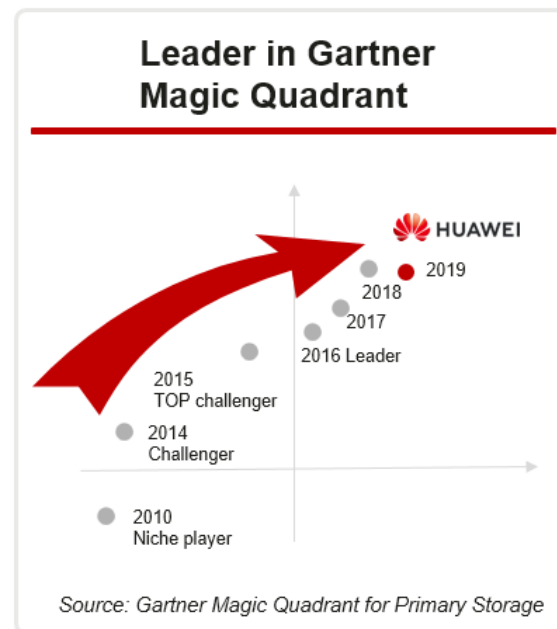 Leader in Gartner
Magic Quadrant
HUAWEI
2019
2018
2017
2016 Leader
2015
TOP challenger
2014
Challenger
2010
Niche player
Source: Gartner Magic Quadrant for Primary Storage